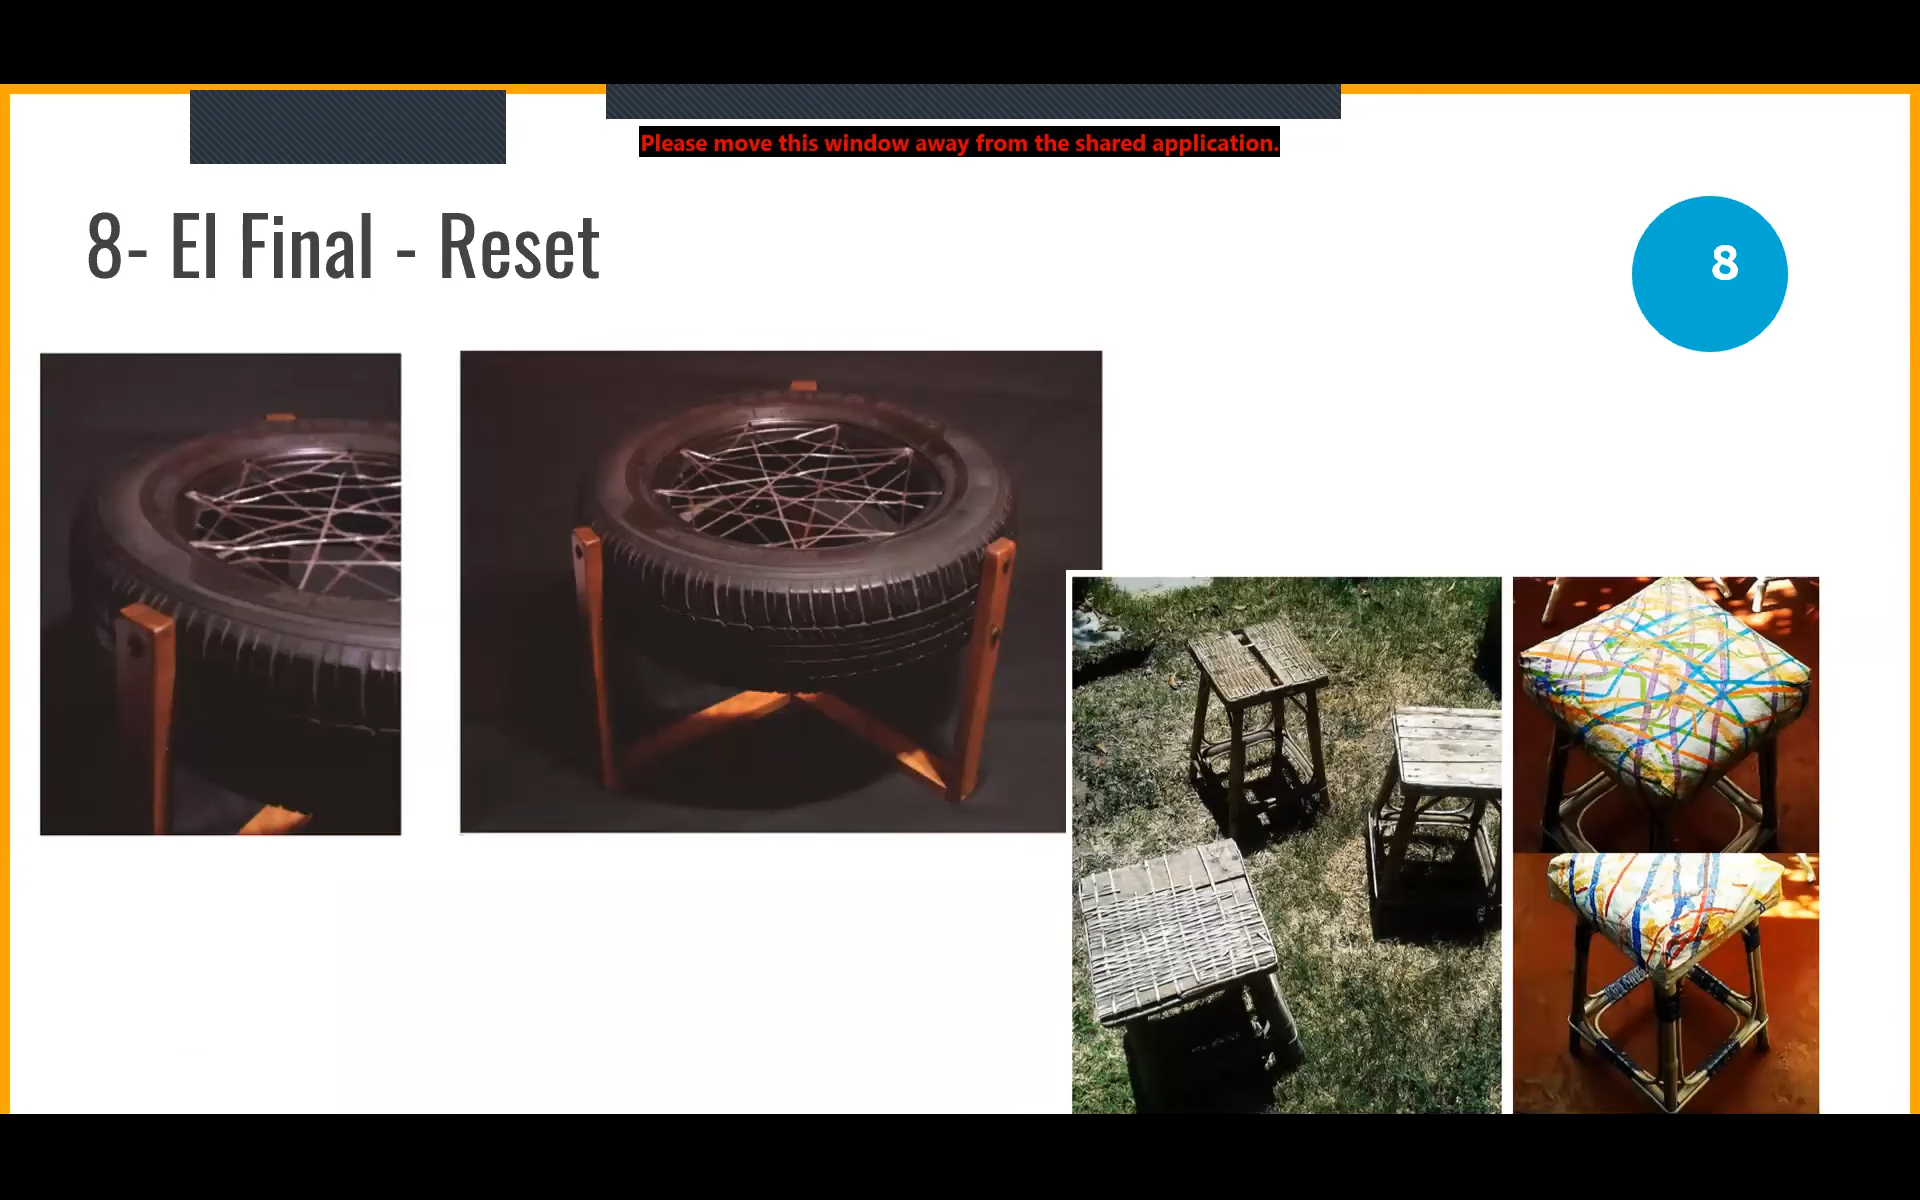 Please move this window away from the shared application.
8- El Final - Reset
8